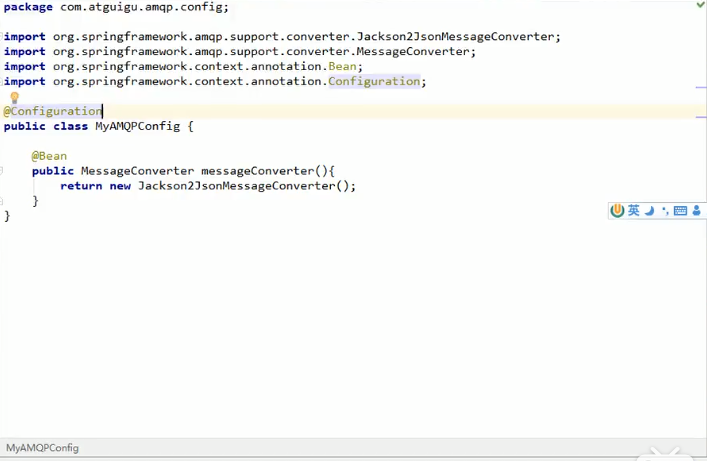 package com.atguigu.amqp.config;
import org.springframework.amqp.support.converter.Jackson2JsonMessageConverter;
import org.springframework.amqp.support.converter.MessageConverter;
import org.springframework.context.annotation.Bean;
import org.springframework.context.annotation.Configuration;
@Configuration
public class MyAMQPConfig {
@Bean
public MessageConverter messageConverter(){
return new Jackson2JsonMessageConverter();
}
}
英
MyAMQPConfig